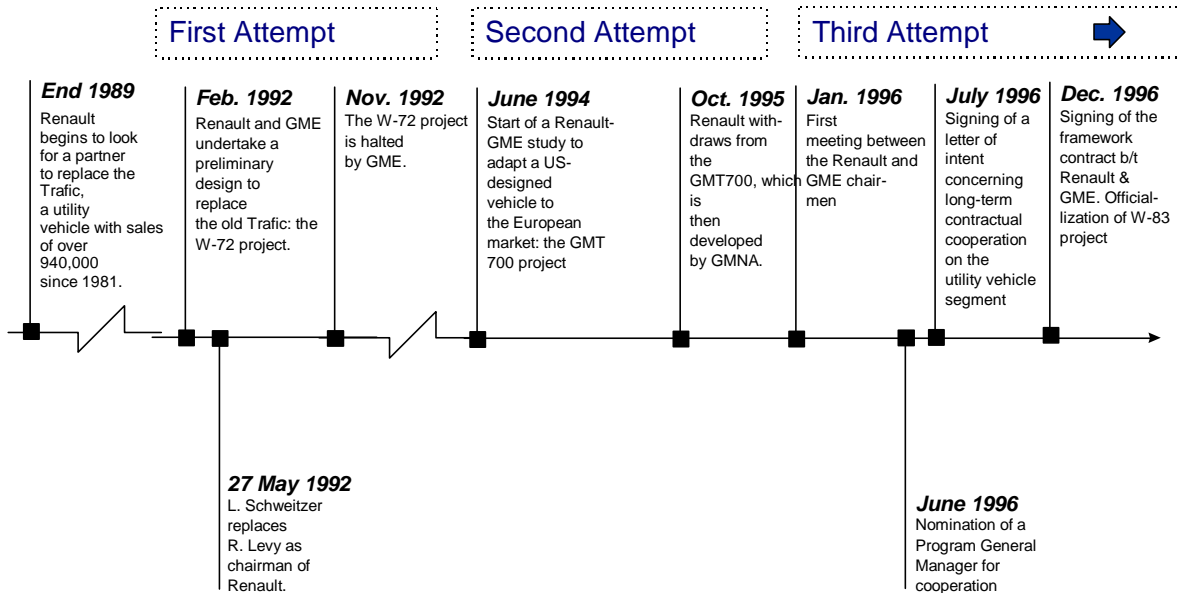 First Attempt
Second Attempt
Third Attempt
End 1989
Renault
begins to look
for a partner
to replace the
Trafic,
a utility
vehicle with sales
of over
940,000
since 1981.
Feb. 1992
Renault and GME
undertake a
preliminary
design to
replace
the old Trafic: the
W-72 project.
Nov. 1992
The W-72 project
is halted
by GME.
June 1994
Start of a Renault-
GME study to
adapt a US-
designed
vehicle to
the European
market: the GMT
700 project
Oct. 1995
Renault with-
draws from
the
GMT700, which
is
then
developed
by GMNA.
Jan. 1996
First
meeting between
the Renault and
GME chair-
men
July 1996
Signing of a
letter of
intent
concerning
long-term
contractual
cooperation
on the
utility vehicle
segment
Dec. 1996
Signing of the
framework
contract b/t
Renault &
GME. Official-
lization of W-83
project
27 May 1992
L. Schweitzer
replaces
R. Levy as
chairman of
Renault.
June 1996
Nomination of a
Program General
Manager for
cooperation